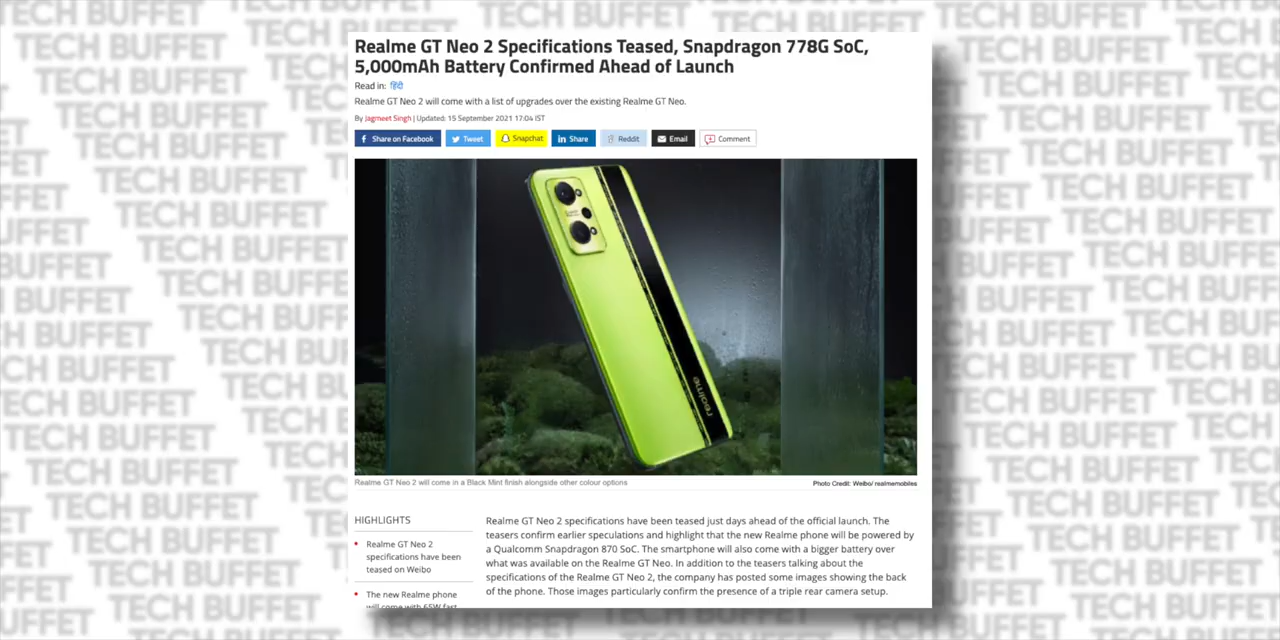 Realme GT Neo 2 Specifications Teased, Snapdragon 778G SoC,
5,000mAh Battery Confirmed Ahead of Launch
Read in: हिंदी
Realme GT Neo 2 will come with a list of upgrades over the existing Realme GT Neo.
By Jagmeet Singh | Updated: 15 September 2021 17:04 IST
Share on Facebook
Tweet
Snapchat
Share
Reddit
Email
Comment
realme
Realme GT Neo 2 will come in a Black Mint finish alongside other colour options
Photo Credit: Weibo/ realmemobiles
HIGHLIGHTS
Realme GT Neo 2
specifications have been
teased on Weibo
The new Realme phone
will come with 65W fast
Realme GT Neo 2 specifications have been teased just days ahead of the official launch. The
teasers confirm earlier speculations and highlight that the new Realme phone will be powered by
a Qualcomm Snapdragon 870 SoC. The smartphone will also come with a bigger battery over
what was available on the Realme GT Neo. In addition to the teasers talking about the
specifications of the Realme GT Neo 2, the company has posted some images showing the back
of the phone. Those images particularly confirm the presence of a triple rear camera setup.
TECH BUFFET